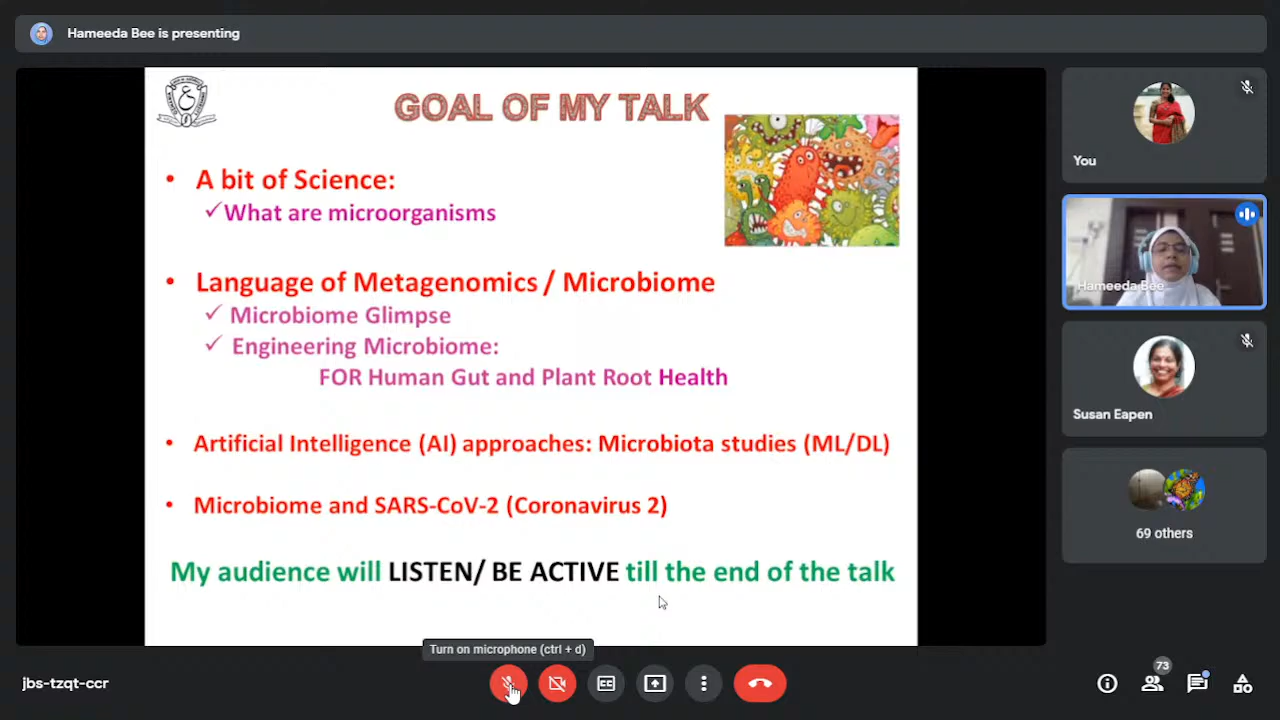 Hameeda Bee is presenting
GOAL OF MY TALK
• A bit of Science:
✓What are microorganisms
• Language of Metagenomics / Microbiome
✓ Microbiome Glimpse
✓ Engineering Microbiome:
FOR Human Gut and Plant Root Health
• Artificial Intelligence (AI) approaches: Microbiota studies (ML/DL)
• Microbiome and SARS-CoV-2 (Coronavirus 2)
My audience will LISTEN/ BE ACTIVE till the end of the talk
You
Hameeda Bee
Susan Eapen
69 others
Turn on microphone (ctrl + d)
jbs-tzqt-ccr
CC
73